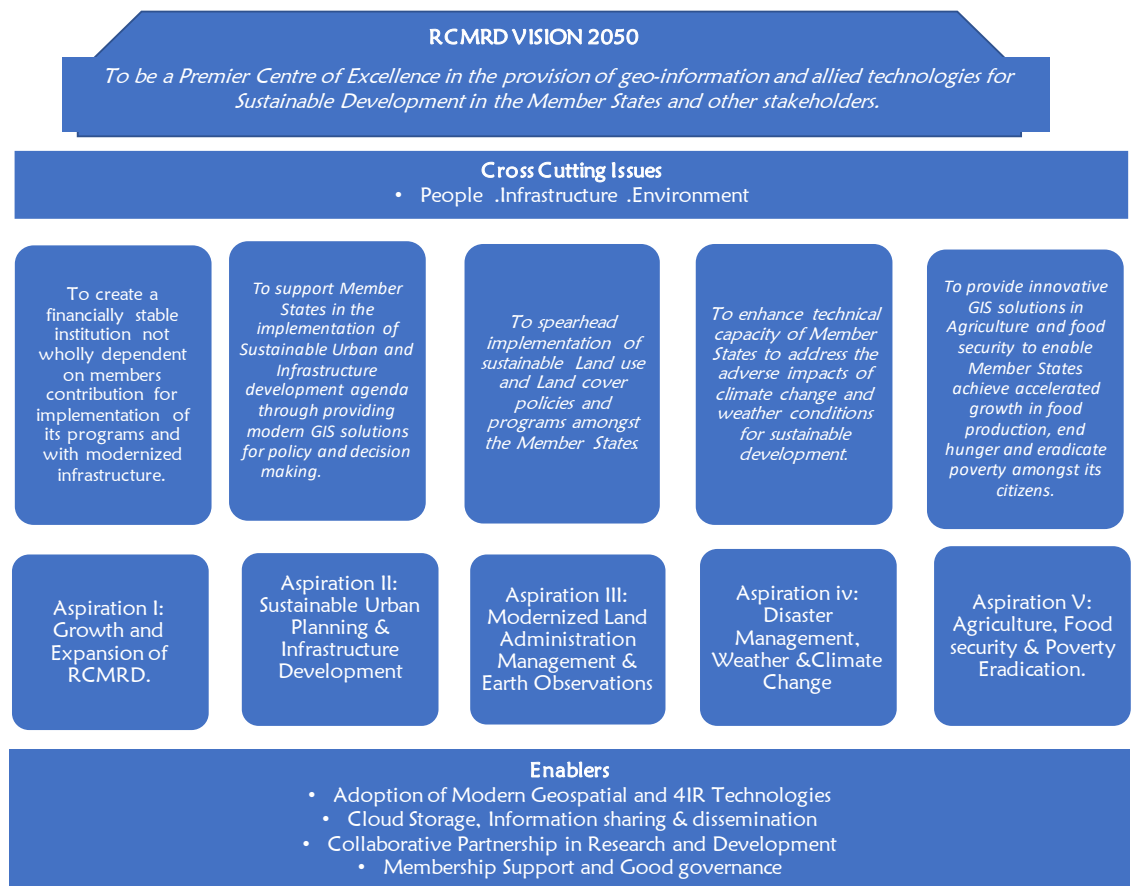 RCMRD VISION 2050
To be a Premier Centre of Excellence in the provision of geo-information and allied technologies for
Sustainable Development in the Member States and other stakeholders.
Cross Cutting Issues
• People .Infrastructure .Environment
To create a
financially stable
institution not
wholly dependent
on members
contribution for
implementation of
its programs and
with modernized
infrastructure.
To support Member
States in the
implementation of
Sustainable Urban and
Infrastructure
development agenda
through providing
modern GIS solutions
for policy and decision
making.
To spearhead
implementation of
sustainable Land use
and Land cover
policies and
programs amongst
the Member States.
To enhance technical
capacity of Member
States to address the
adverse impacts of
climate change and
weather conditions
for sustainable
development.
To provide innovative
GIS solutions in
Agriculture and food
security to enable
Member States
achieve accelerated
growth in food
production, end
hunger and eradicate
poverty amongst its
citizens.
Aspiration I:
Growth and
Expansion of
RCMRD.
Aspiration II:
Sustainable Urban
Planning &
Infrastructure
Development
Aspiration III:
Modernized Land
Administration
Management &
Earth Observations
Aspiration iv:
Disaster
Management,
Weather &Climate
Change
Aspiration V:
Agriculture, Food
security & Poverty
Eradication.
Enablers
• Adoption of Modern Geospatial and 4IR Technologies
• Cloud Storage, Information sharing & dissemination
• Collaborative Partnership in Research and Development
• Membership Support and Good governance